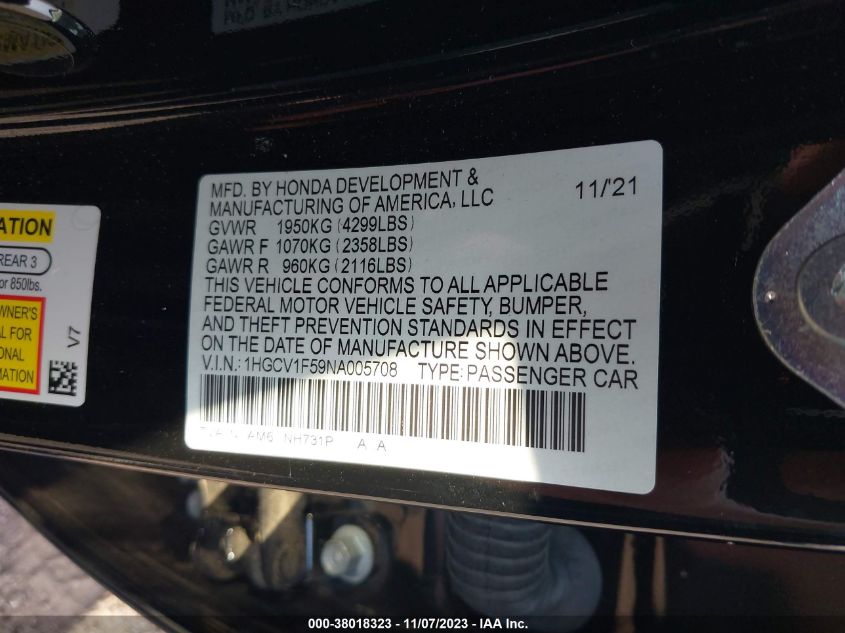 MFD. BY HONDA DEVELOPMENT &
MANUFACTURING OF AMERICA, LLC 11/'21
GVWR 1950KG (4299LBS)
GAWR F 1070KG (2358LBS)
GAWR R 960KG (2116LBS)
THIS VEHICLE CONFORMS TO ALL APPLICABLE
FEDERAL MOTOR VEHICLE SAFETY, BUMPER,
AND THEFT PREVENTION STANDARDS IN EFFECT
ON THE DATE OF MANUFACTURE SHOWN ABOVE.
V.I.N.: 1HGCV1F59NA005708 TYPE: PASSENGER CAR
AM6 NH731P A A
REAR 3
or 850lbs.
OWNER'S
FOR
V7
000-38018323 - 11/07/2023 - IAA Inc.